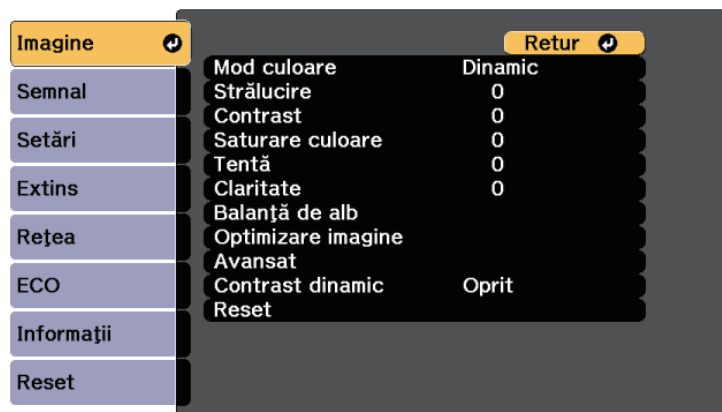 Imagine
Semnal
Setări
Extins
Reţea
ECO
Informaţii
Reset
Retur
Mod culoare Dinamic
Strălucire 0
Contrast 0
Saturare culoare 0
Tentă 0
Claritate 0
Balanţă de alb
Optimizare imagine
Avansat
Contrast dinamic Oprit
Reset